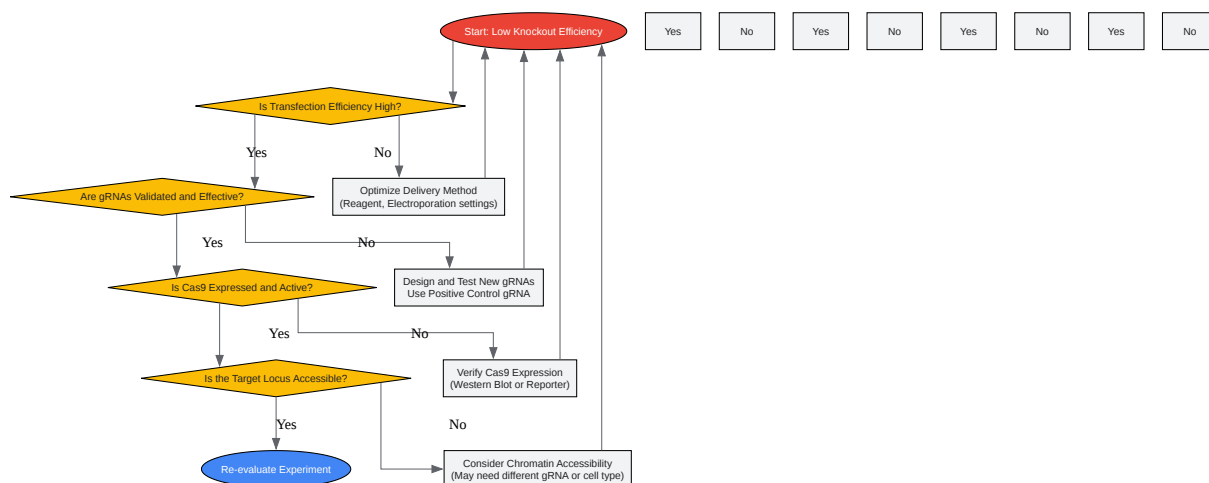 Start: Low Knockout Efficiency
Yes
No
Yes
No
Yes
No
Yes
No
Is Transfection Efficiency High?
Yes
No
Are gRNAs Validated and Effective?
Optimize Delivery Method
(Reagent, Electroporation settings)
Yes
No
Is Cas9 Expressed and Active?
Design and Test New gRNAs
Use Positive Control gRNA
Yes
No
Is the Target Locus Accessible?
Verify Cas9 Expression
(Western Blot or Reporter)
Yes
No
Re-evaluate Experiment
Consider Chromatin Accessibility
(May need different gRNA or cell type)